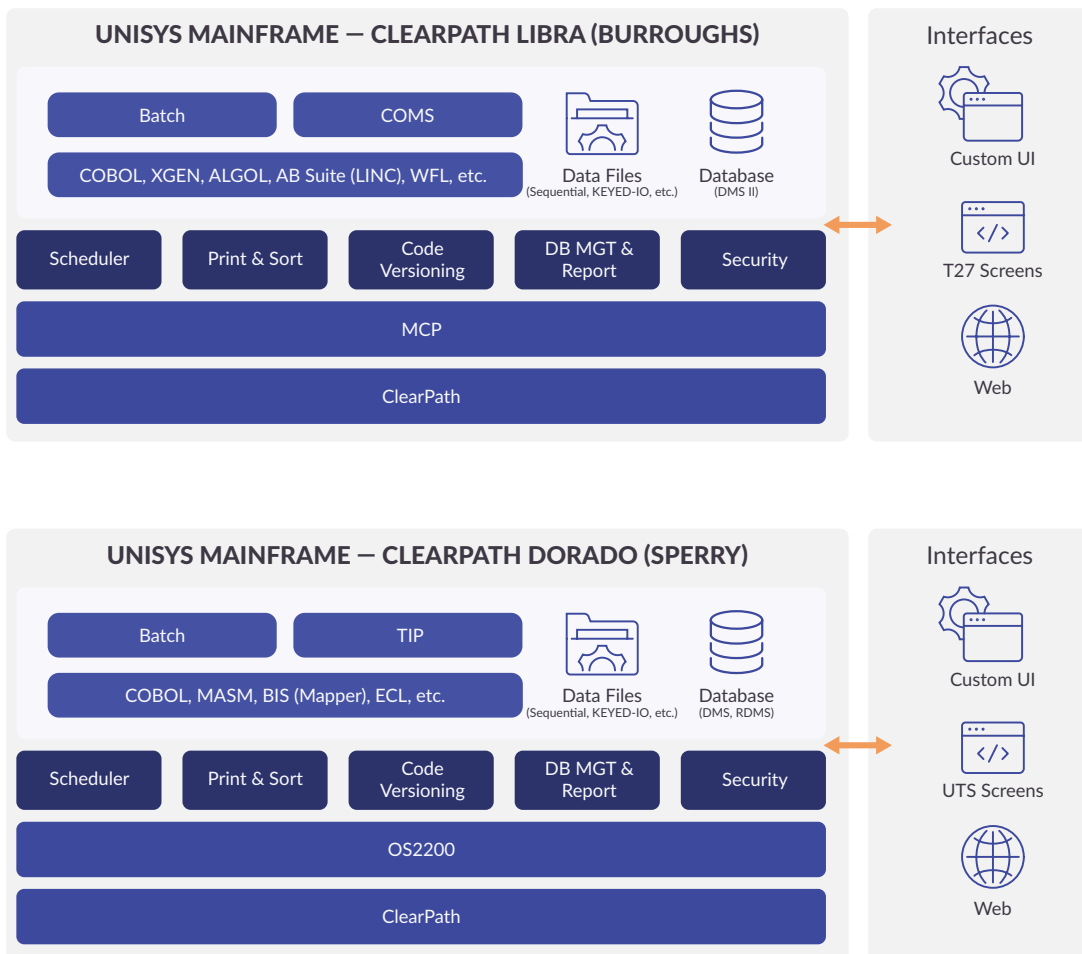 UNISYS MAINFRAME — CLEARPATH LIBRA (BURROUGHS)
Batch
COMS
COBOL, XGEN, ALGOL, AB Suite (LINC), WFL, etc.
Data Files
(Sequential, KEYED-IO, etc.)
Database
(DMS II)
Scheduler
Print & Sort
Code
Versioning
DB MGT &
Report
Security
MCP
ClearPath
Interfaces
Custom UI
T27 Screens
Web
UNISYS MAINFRAME — CLEARPATH DORADO (SPERRY)
Batch
TIP
COBOL, MASM, BIS (Mapper), ECL, etc.
Data Files
(Sequential, KEYED-IO, etc.)
Database
(DMS, RDMS)
Scheduler
Print & Sort
Code
Versioning
DB MGT &
Report
Security
OS2200
ClearPath
Interfaces
Custom UI
UTS Screens
Web